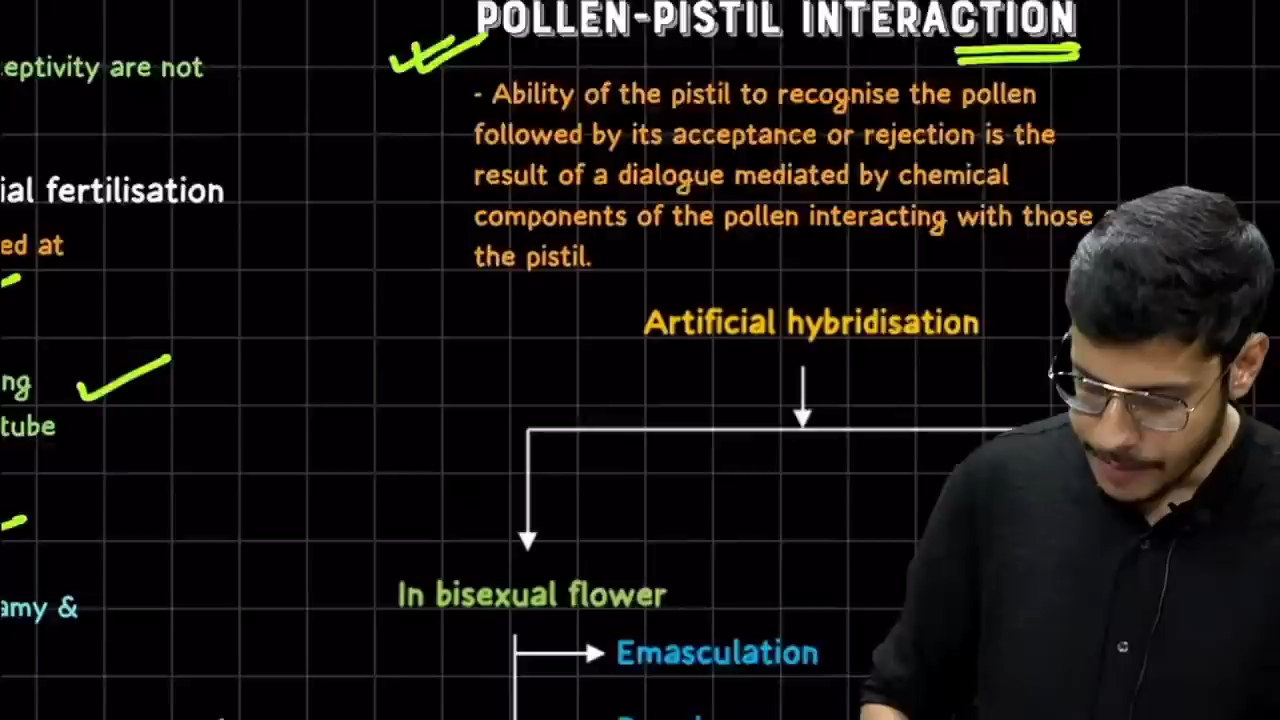 POLLEN-PISTIL INTERACTION
eptivity are not
ial fertilisation
ed at
ng
tube
amy &
- Ability of the pistil to recognise the pollen
followed by its acceptance or rejection is the
result of a dialogue mediated by chemical
components of the pollen interacting with those
the pistil.
Artificial hybridisation
In bisexual flower
Emasculation